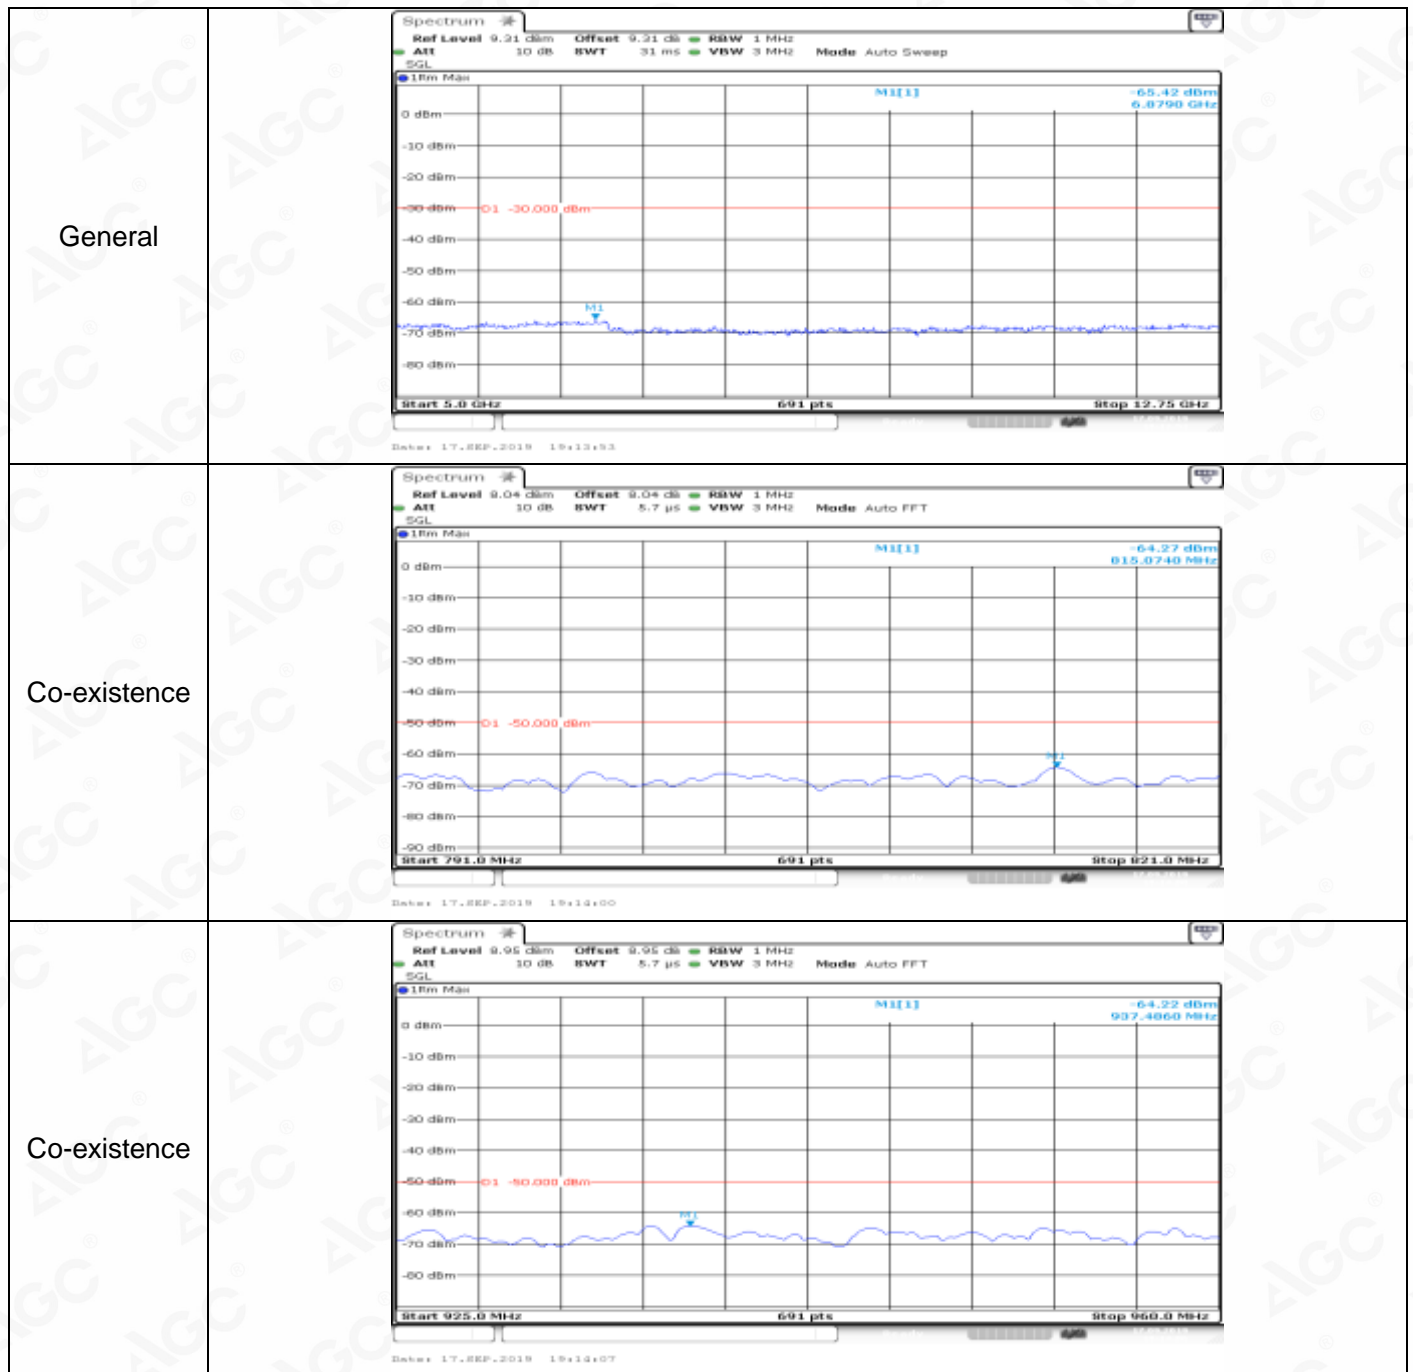 General
Spectrum
Ref Level 9.31 dBm Offset 9.31 dB RBW 1 MHz
Att 10 dB SWT 31 ms VBW 3 MHz Mode Auto Sweep
SGL
1Rm Max
M1[1] -65.42 dBm
6.8790 GHz
0 dBm
-10 dBm
-20 dBm
-30 dBm D1 -30.000 dBm
-40 dBm
-50 dBm
-60 dBm
M1
-70 dBm
-80 dBm
Start 5.0 GHz 691 pts Stop 12.75 GHz
Date: 17.SEP.2019 19:13:53
Co-existence
Spectrum
Ref Level 8.04 dBm Offset 8.04 dB RBW 1 MHz
Att 10 dB SWT 5.7 µs VBW 3 MHz Mode Auto FFT
SGL
1Rm Max
M1[1] -64.27 dBm
815.0740 MHz
0 dBm
-10 dBm
-20 dBm
-30 dBm
-40 dBm
-50 dBm D1 -50.000 dBm
-60 dBm
M1
-70 dBm
-80 dBm
-90 dBm
Start 791.0 MHz 691 pts Stop 821.0 MHz
Date: 17.SEP.2019 19:14:00
Co-existence
Spectrum
Ref Level 8.95 dBm Offset 8.95 dB RBW 1 MHz
Att 10 dB SWT 5.7 µs VBW 3 MHz Mode Auto FFT
SGL
1Rm Max
M1[1] -64.22 dBm
937.4060 MHz
0 dBm
-10 dBm
-20 dBm
-30 dBm
-40 dBm
-50 dBm D1 -50.000 dBm
-60 dBm
M1
-70 dBm
-80 dBm
Start 925.0 MHz 691 pts Stop 960.0 MHz
Date: 17.SEP.2019 19:14:07